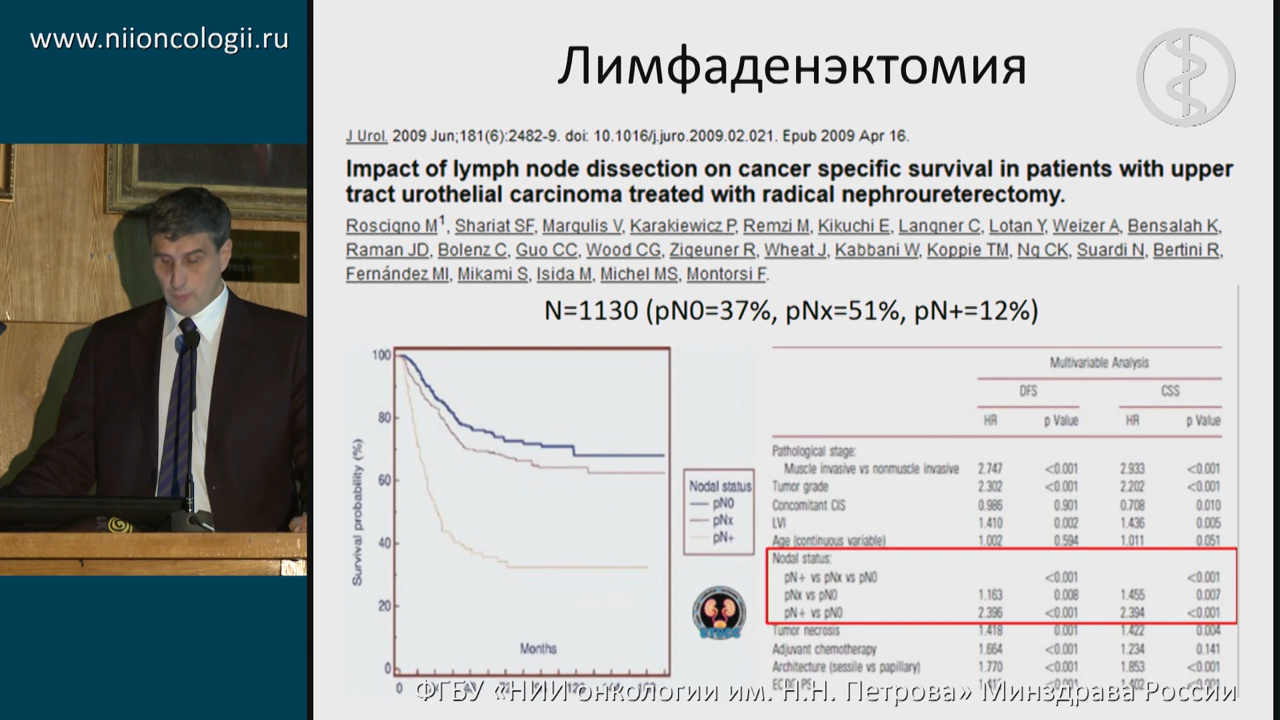 www.niioncologii.ru
Лимфаденэктомия
J Urol. 2009 Jun;181(6):2482-9. doi: 10.1016/j.juro.2009.02.021. Epub 2009 Apr 16.
Impact of lymph node dissection on cancer specific survival in patients with upper
tract urothelial carcinoma treated with radical nephroureterectomy.
Roscigno M1, Shariat SF, Margulis V, Karakiewicz P, Remzi M, Kikuchi E, Langner C, Lotan Y, Weizer A, Bensalah K,
Raman JD, Bolenz C, Guo CC, Wood CG, Zigeuner R, Wheat J, Kabbani W, Koppie TM, Ng CK, Suardi N, Bertini R,
Fernández MI, Mikami S, Isida M, Michel MS, Montorsi F.
N=1130 (pN0=37%, pNx=51%, pN+=12%)
Survival probability (%)
100
80
60
40
20
0
0
Months
Nodal status
pN0
pNx
pN+
Multivariable Analysis
DFS CSS
HR p Value HR p Value
Pathological stage:
Muscle invasive vs nonmuscle invasive 2.747 <0.001 2.933 <0.001
Tumor grade 2.302 <0.001 2.202 <0.001
Concomitant CIS 0.986 0.901 0.708 0.010
LVI 1.410 0.002 1.436 0.005
Age (continuous variable) 1.002 0.594 1.011 0.051
Nodal status:
pN+ vs pNx vs pN0 <0.001 <0.001
pNx vs pN0 1.163 0.008 1.455 0.007
pN+ vs pN0 2.396 <0.001 2.394 <0.001
Tumor necrosis 1.418 0.001 1.422 0.004
Adjuvant chemotherapy 1.664 <0.001 1.234 0.141
Architecture (sessile vs papillary) 1.770 <0.001 1.853 <0.001
ФГБУ «НИИ онкологии им. Н.Н. Петрова» Минздрава России